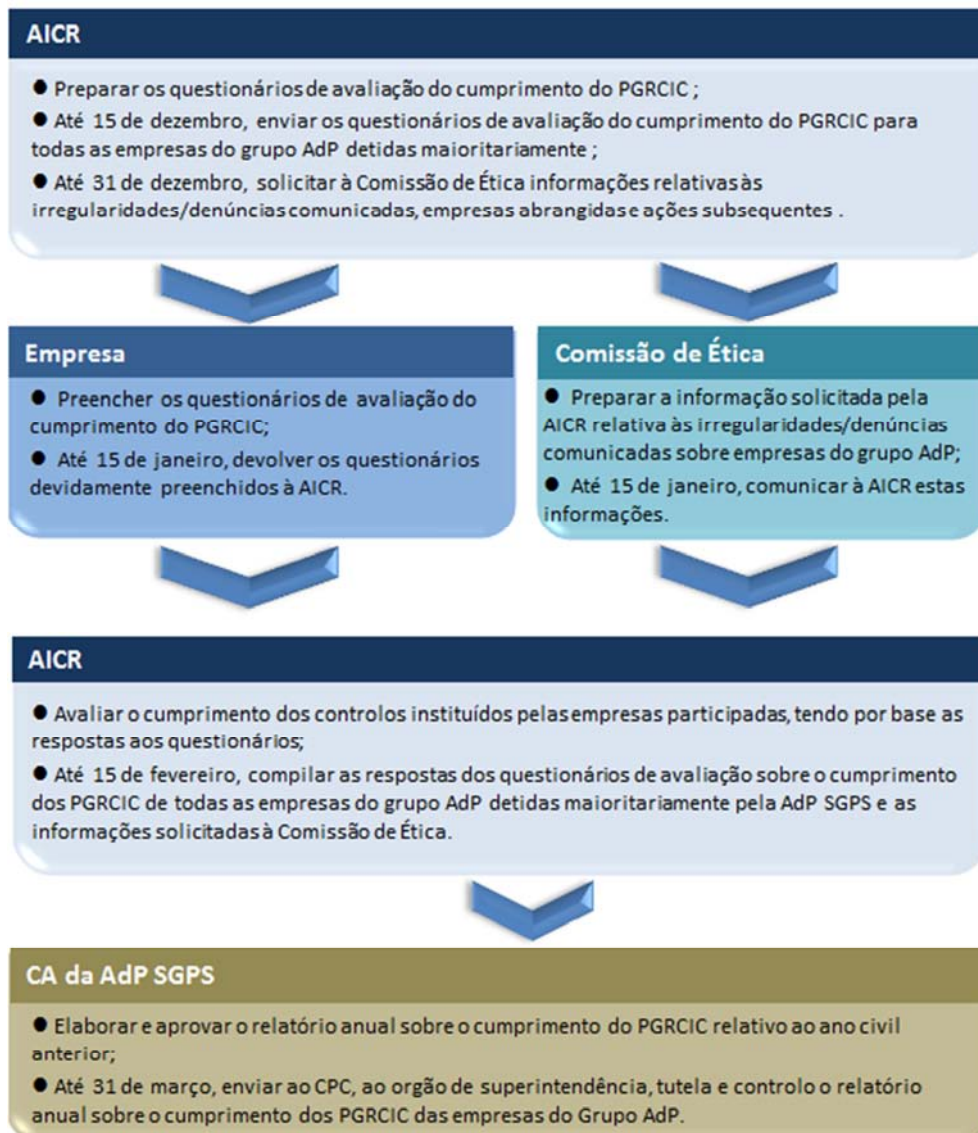 AICR
● Preparar os questionários de avaliação do cumprimento do PGRCIC ;
● Até 15 de dezembro, enviar os questionários de avaliação do cumprimento do PGRCIC para
todas as empresas do grupo AdP detidas maioritariamente ;
● Até 31 de dezembro, solicitar à Comissão de Ética informações relativas às
irregularidades/denúncias comunicadas, empresas abrangidas e ações subsequentes .
Empresa
● Preencher os questionários de avaliação do
cumprimento do PGRCIC;
● Até 15 de janeiro, devolver os questionários
devidamente preenchidos à AICR.
Comissão de Ética
● Preparar a informação solicitada pela
AICR relativa às irregularidades/denúncias
comunicadas sobre empresas do grupo AdP;
● Até 15 de janeiro, comunicar à AICR estas
informações.
AICR
● Avaliar o cumprimento dos controlos instituídos pelas empresas participadas, tendo por base as
respostas aos questionários;
● Até 15 de fevereiro, compilar as respostas dos questionários de avaliação sobre o cumprimento
dos PGRCIC de todas as empresas do grupo AdP detidas maioritariamente pela AdP SGPS e as
informações solicitadas à Comissão de Ética.
CA da AdP SGPS
● Elaborar e aprovar o relatório anual sobre o cumprimento do PGRCIC relativo ao ano civil
anterior;
● Até 31 de março, enviar ao CPC, ao orgão de superintendência, tutela e controlo o relatório
anual sobre o cumprimento dos PGRCIC das empresas do Grupo AdP.